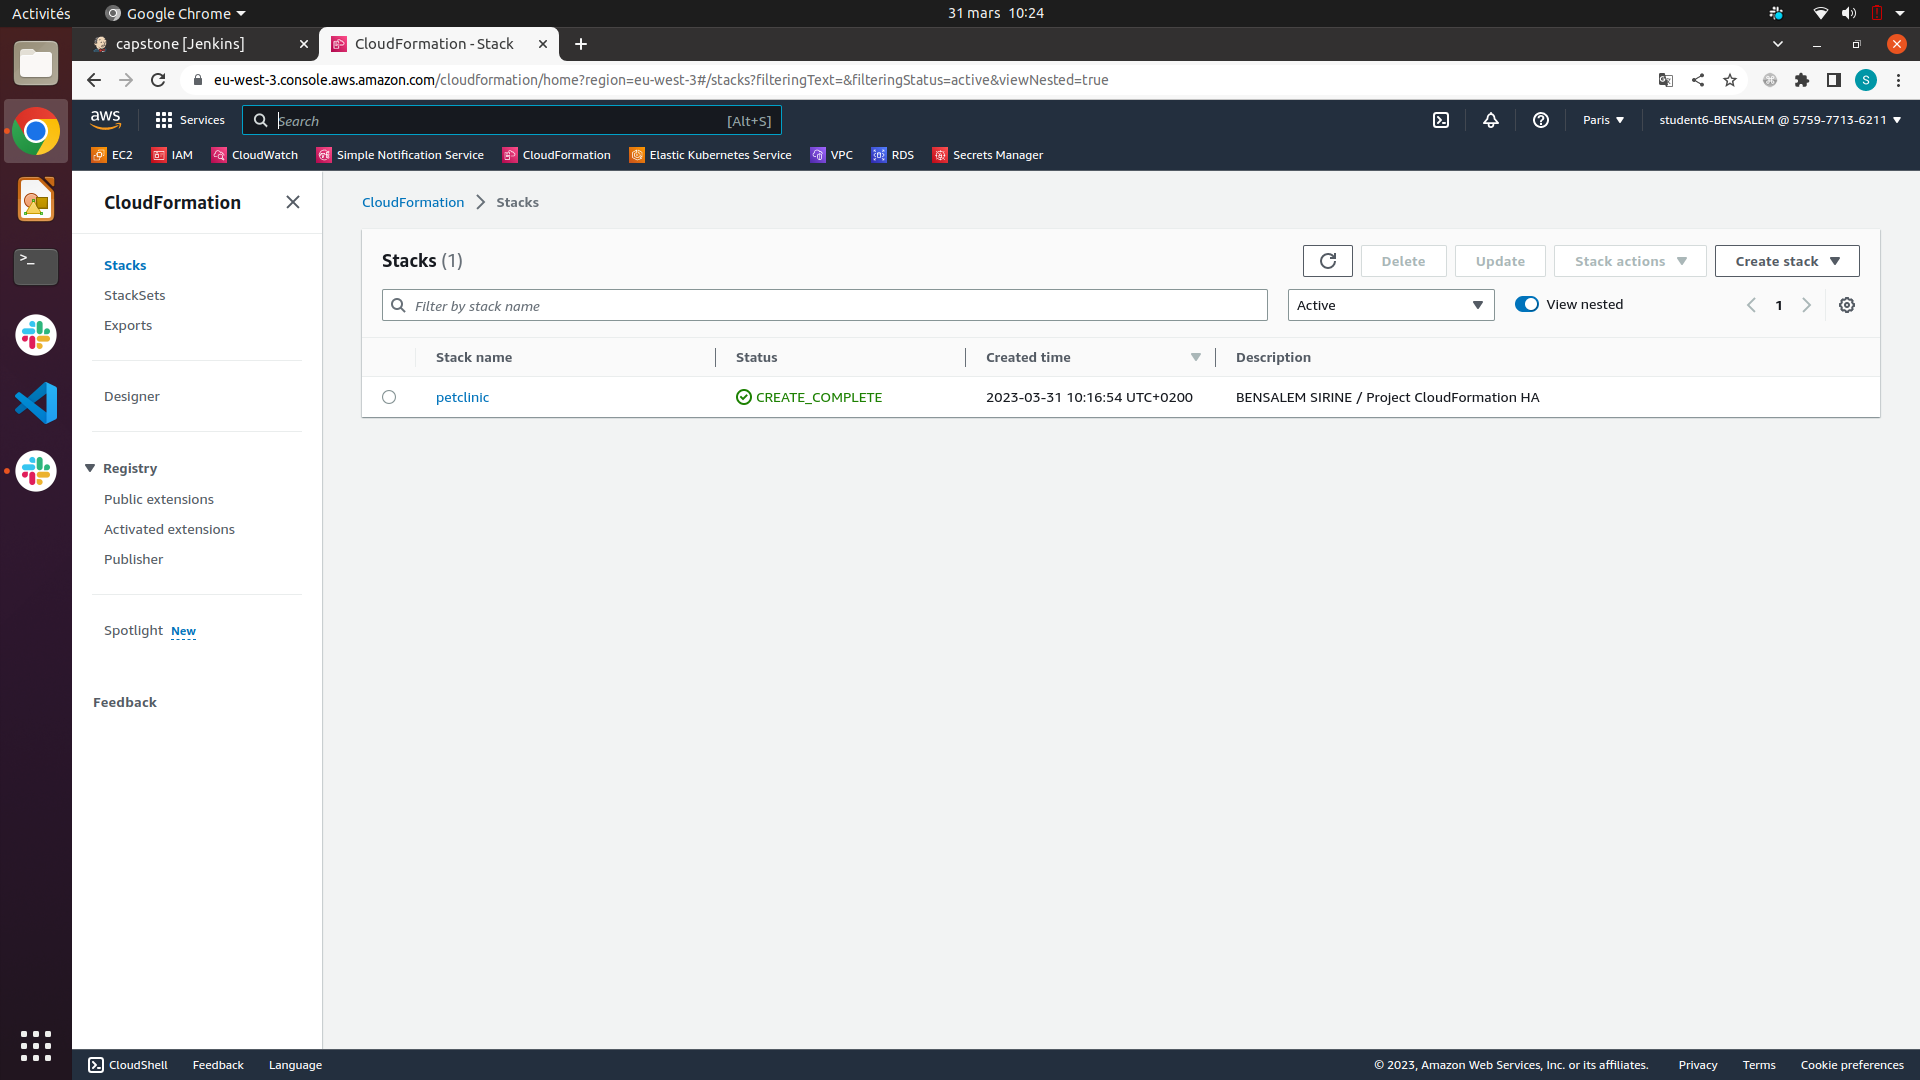 Activités
Google Chrome
31 mars 10:24
capstone [Jenkins]
CloudFormation - Stack
eu-west-3.console.aws.amazon.com/cloudformation/home?region=eu-west-3#/stacks?filteringText=&filteringStatus=active&viewNested=true
S
aws
Services
Search
[Alt+S]
Paris
student6-BENSALEM @ 5759-7713-6211
EC2
IAM
CloudWatch
Simple Notification Service
CloudFormation
Elastic Kubernetes Service
VPC
RDS
Secrets Manager
CloudFormation
Stacks
StackSets
Exports
Designer
Registry
Public extensions
Activated extensions
Publisher
Spotlight New
Feedback
CloudFormation > Stacks
Stacks (1)
Delete
Update
Stack actions
Create stack
Filter by stack name
Active
View nested
1
Stack name
Status
Created time
Description
petclinic
CREATE_COMPLETE
2023-03-31 10:16:54 UTC+0200
BENSALEM SIRINE / Project CloudFormation HA
CloudShell
Feedback
Language
© 2023, Amazon Web Services, Inc. or its affiliates.
Privacy
Terms
Cookie preferences